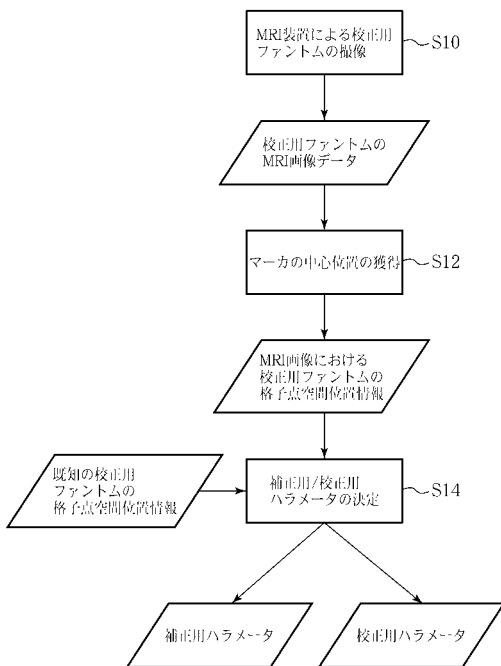 MRI装置による校正用
ファントムの撮像
S10
校正用ファントムの
MRI画像データ
マーカの中心位置の獲得
S12
MRI画像における
校正用ファントムの
格子点空間位置情報
既知の校正用
ファントムの
格子点空間位置情報
補正用/校正用
パラメータの決定
S14
補正用パラメータ
校正用パラメータ